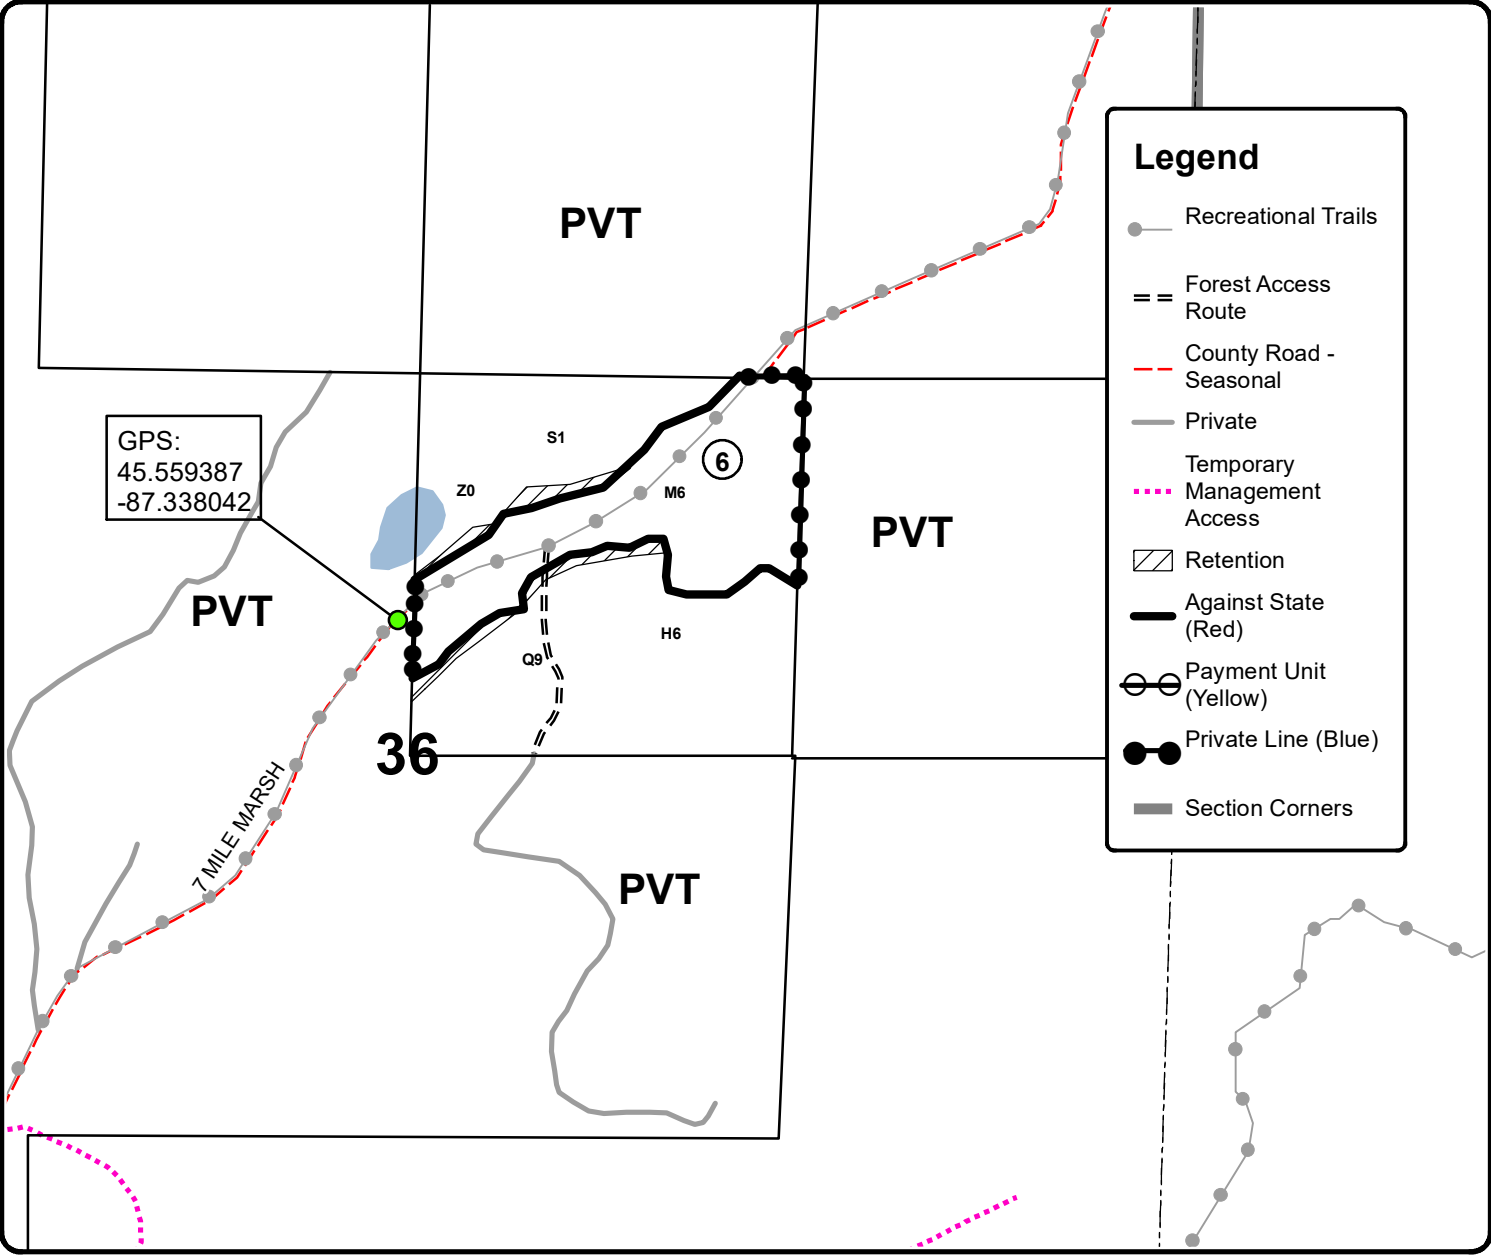 PVT
GPS:
45.559387
-87.338042
S1
Z0
6
M6
PVT
PVT
H6
Q9
36
7 MILE MARSH
PVT
Legend
Recreational Trails
Forest Access
Route
County Road -
Seasonal
Private
Temporary
Management
Access
Retention
Against State
(Red)
Payment Unit
(Yellow)
Private Line (Blue)
Section Corners